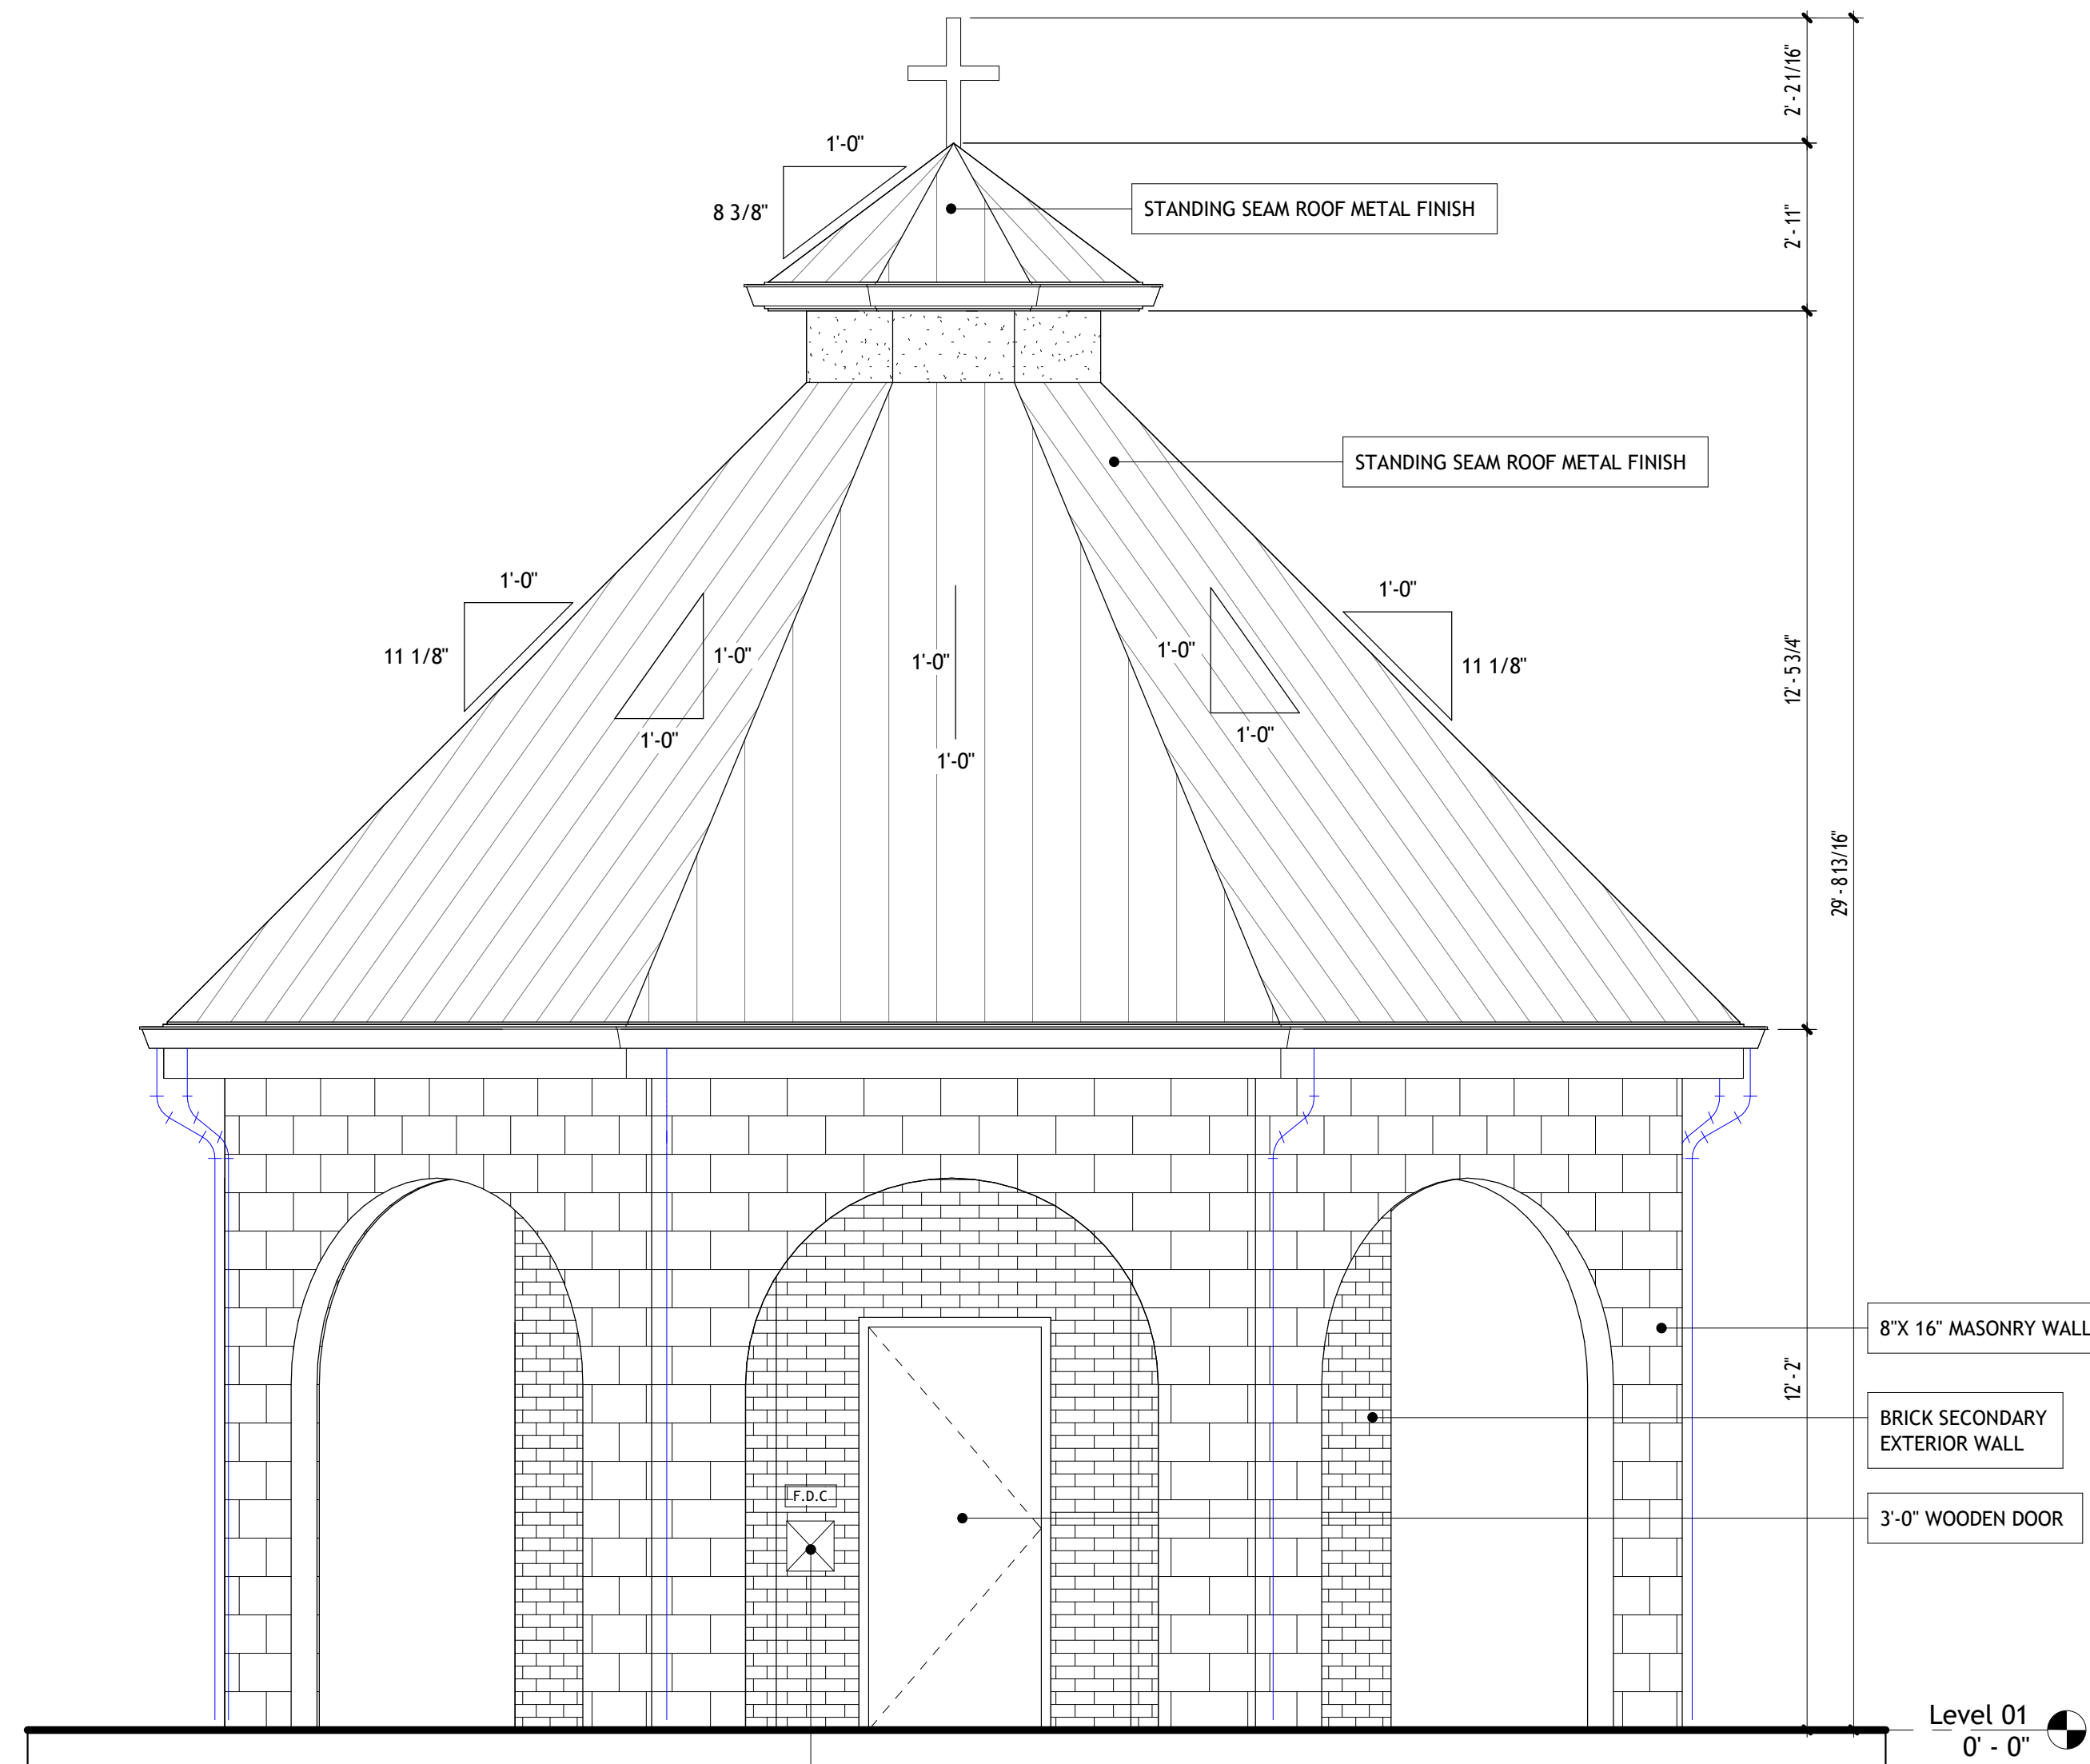 2' - 2 1/16"
1'-0"
8 3/8"
STANDING SEAM ROOF METAL FINISH
2' - 11"
STANDING SEAM ROOF METAL FINISH
1'-0"
11 1/8"
1'-0"
1'-0"
1'-0"
1'-0"
1'-0"
1'-0"
1'-0"
11 1/8"
12' - 5 3/4"
29' - 8 13/16"
8"X 16" MASONRY WALL
12' - 2"
BRICK SECONDARY
EXTERIOR WALL
F.D.C
3'-0" WOODEN DOOR
Level 01
0' - 0"